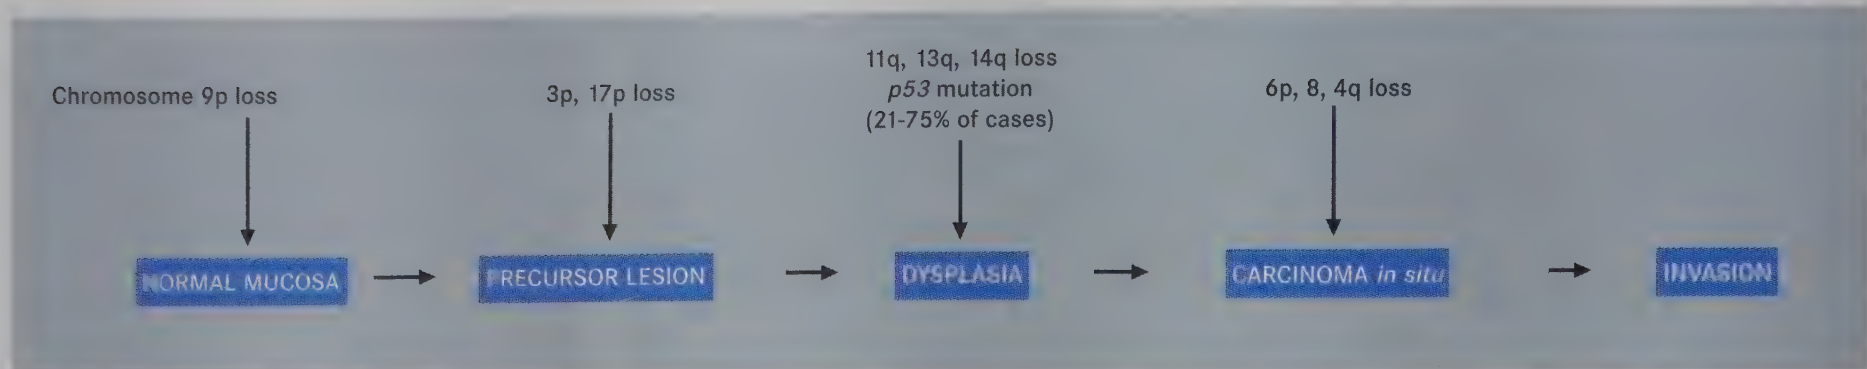 Chromosome 9p loss
3p, 17p loss
11q, 13q, 14q loss
p53 mutation
(21-75% of cases)
6p, 8, 4q loss
NORMAL MUCOSA
PRECURSOR LESION
DYSPLASIA
CARCINOMA in situ
INVASION